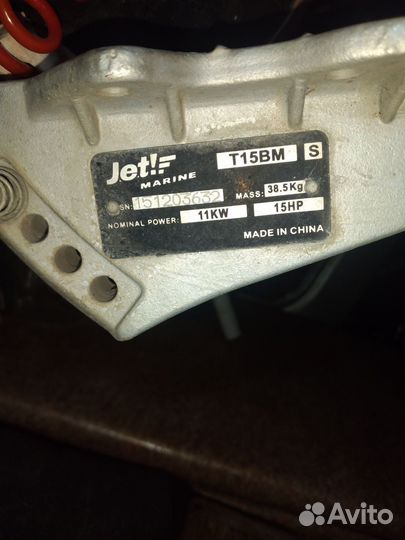 Jet!
MARINE
T15BM S
SN: 151203632
MASS: 38.5Kg
NOMINAL POWER: 11KW 15HP
MADE IN CHINA
Avito